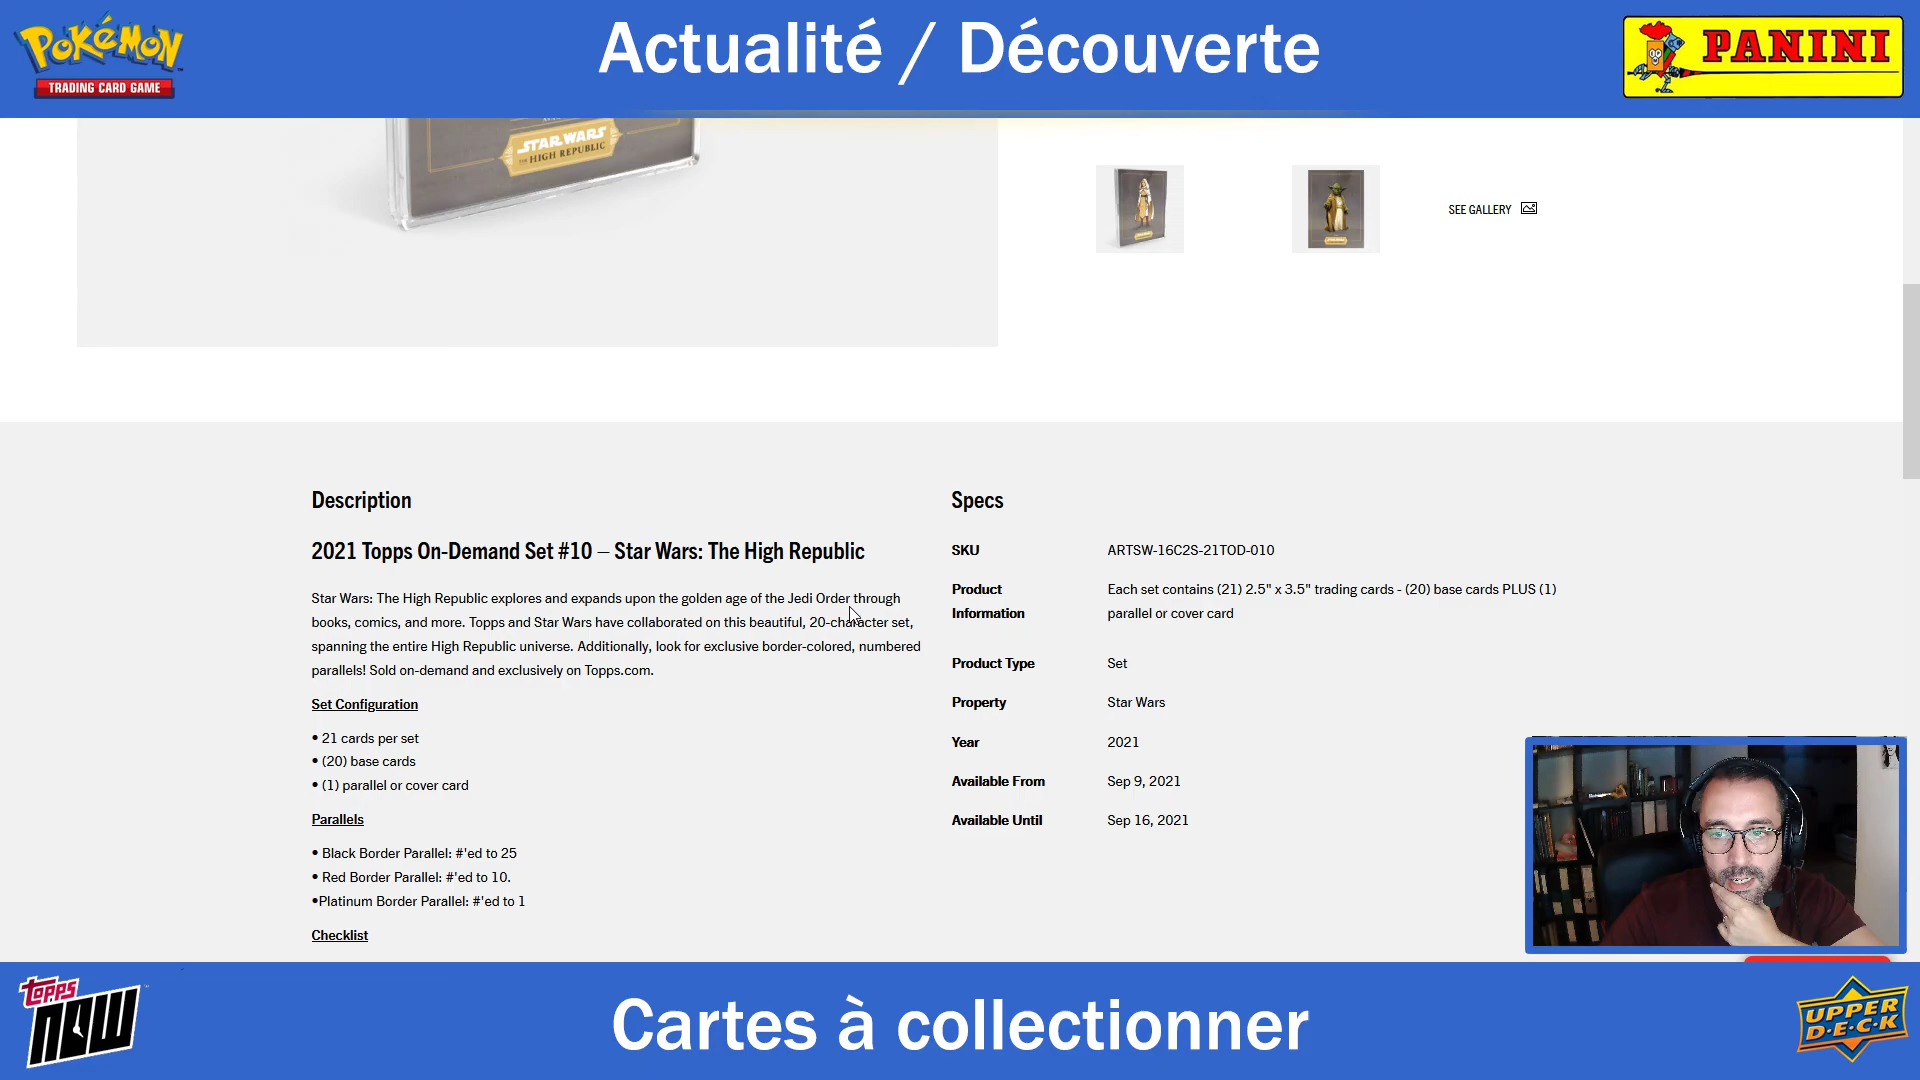 POKéMON
TRADING CARD GAME
Actualité / Découverte
PANINI
STAR WARS
THE HIGH REPUBLIC
SEE GALLERY
Description
2021 Topps On-Demand Set #10 – Star Wars: The High Republic
Star Wars: The High Republic explores and expands upon the golden age of the Jedi Order through
books, comics, and more. Topps and Star Wars have collaborated on this beautiful, 20-character set,
spanning the entire High Republic universe. Additionally, look for exclusive border-colored, numbered
parallels! Sold on-demand and exclusively on Topps.com.
Set Configuration
• 21 cards per set
• (20) base cards
• (1) parallel or cover card
Parallels
• Black Border Parallel: #'ed to 25
• Red Border Parallel: #'ed to 10.
•Platinum Border Parallel: #'ed to 1
Checklist
Specs
SKU ARTSW-16C2S-21TOD-010
Product Information Each set contains (21) 2.5" x 3.5" trading cards - (20) base cards PLUS (1)
parallel or cover card
Product Type Set
Property Star Wars
Year 2021
Available From Sep 9, 2021
Available Until Sep 16, 2021
topps
NOW
Cartes à collectionner
UPPER
D·E·C·K